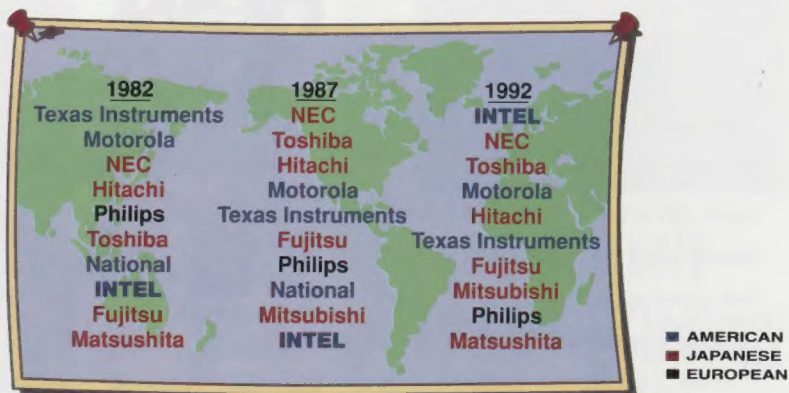 1982
Texas Instruments
Motorola
NEC
Hitachi
Philips
Toshiba
National
INTEL
Fujitsu
Matsushita
1987
NEC
Toshiba
Hitachi
Motorola
Texas Instruments
Fujitsu
Philips
National
Mitsubishi
INTEL
1992
INTEL
NEC
Toshiba
Motorola
Hitachi
Texas Instruments
Fujitsu
Mitsubishi
Philips
Matsushita
AMERICAN
JAPANESE
EUROPEAN